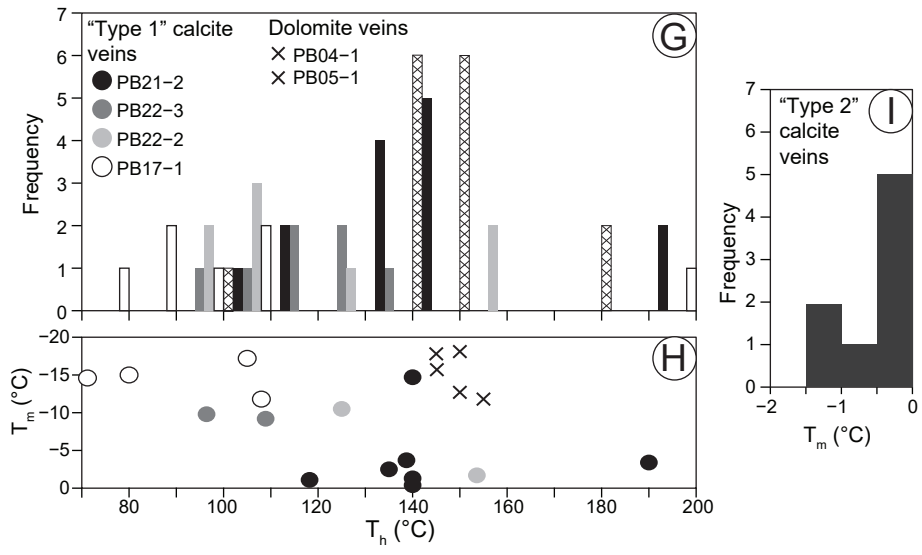 7
6
5
4
3
2
1
0
Frequency
"Type 1" calcite
veins
PB21−2
PB22−3
PB22−2
PB17−1
Dolomite veins
PB04−1
PB05−1
G
−20
−15
−10
−5
0
Tm (°C)
H
80 100 120 140 160 180 200
Th (°C)
7
6
5
4
3
2
1
0
Frequency
"Type 2"
calcite
veins
I
−2 −1 0
Tm (°C)